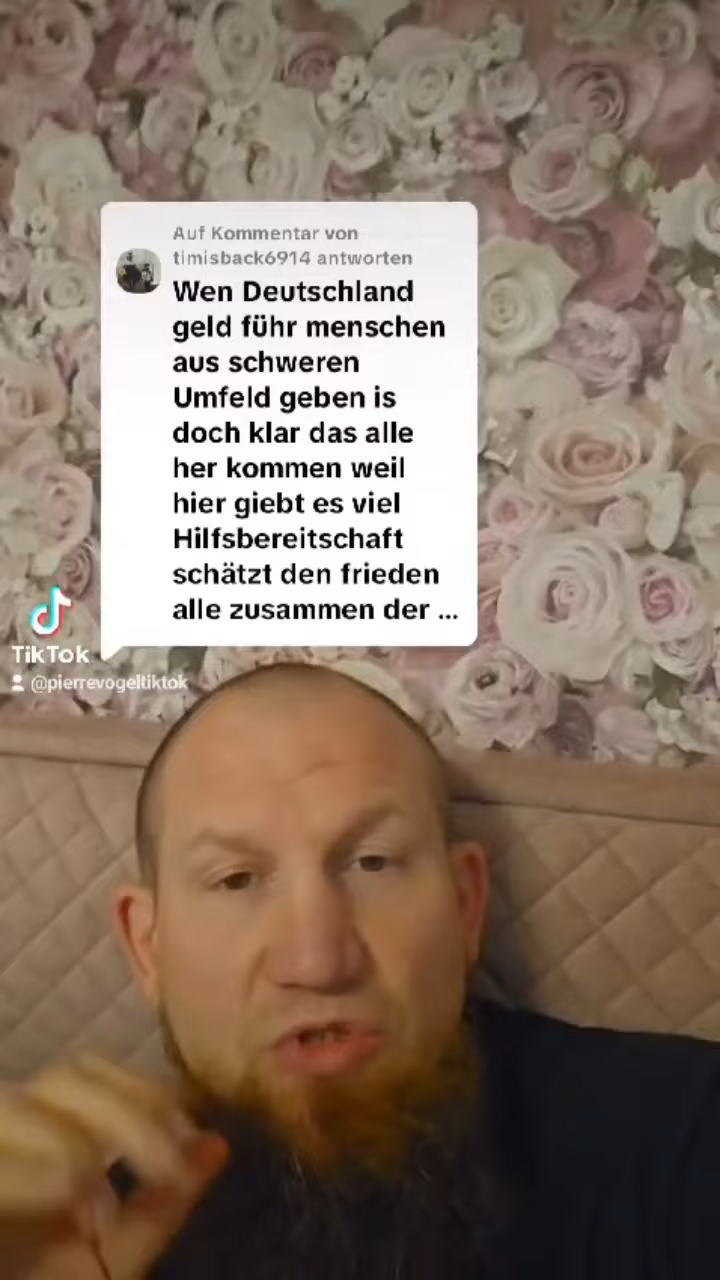 Auf Kommentar von
timisback6914 antworten
Wen Deutschland
geld führ menschen
aus schweren
Umfeld geben is
doch klar das alle
her kommen weil
hier giebt es viel
Hilfsbereitschaft
schätzt den frieden
alle zusammen der ...
TikTok
@pierrevogeltiktok